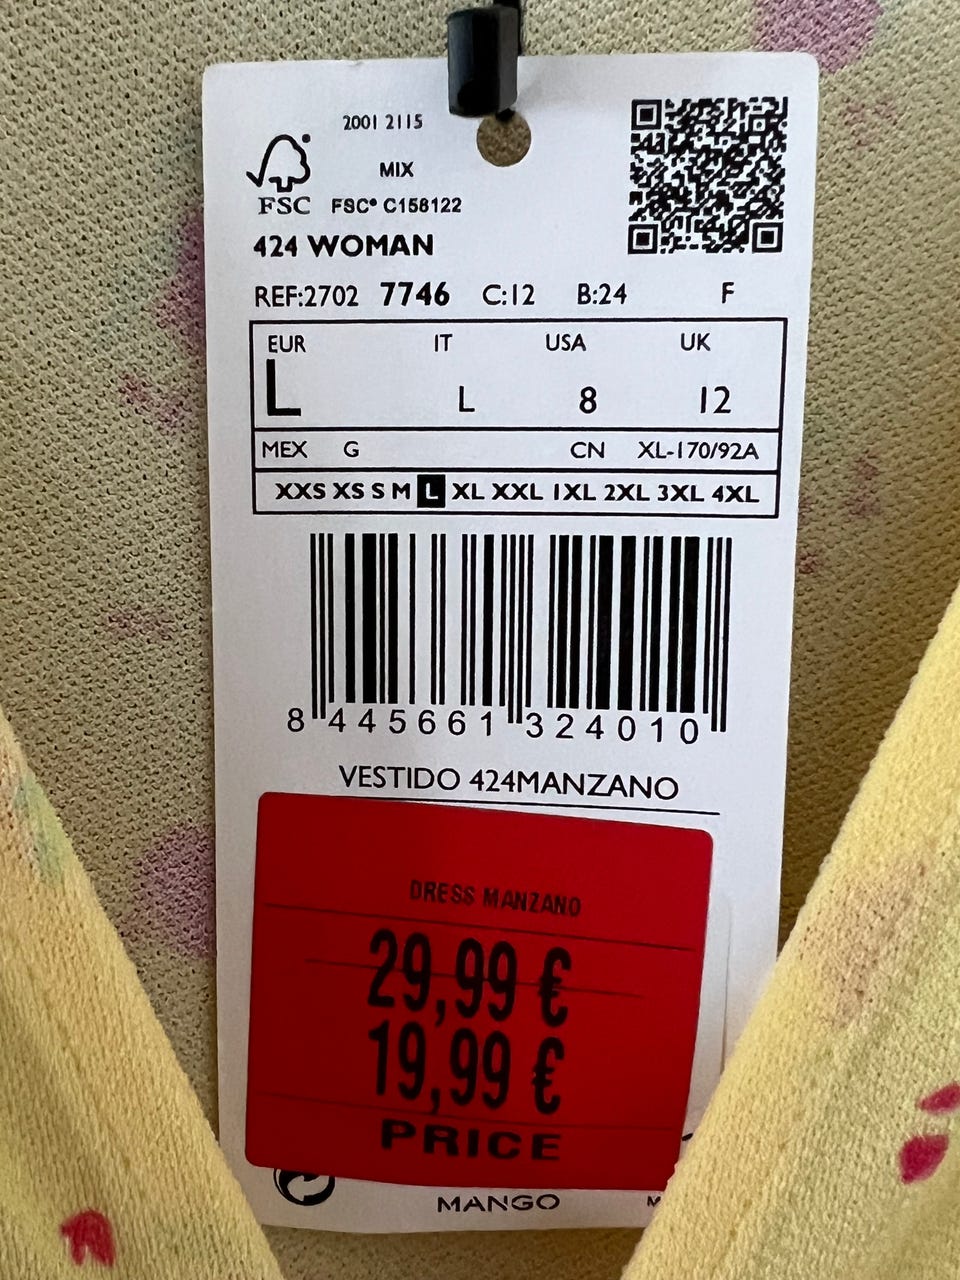 2001 2115
MIX
FSC FSC® C158122
424 WOMAN
REF:2702 7746 C:12 B:24 F
EUR IT USA UK
L L 8 12
MEX G CN XL-170/92A
XXS XS S M L XL XXL 1XL 2XL 3XL 4XL
8 445661 324010
VESTIDO 424MANZANO
DRESS MANZANO
29,99 €
19,99 €
PRICE
MANGO